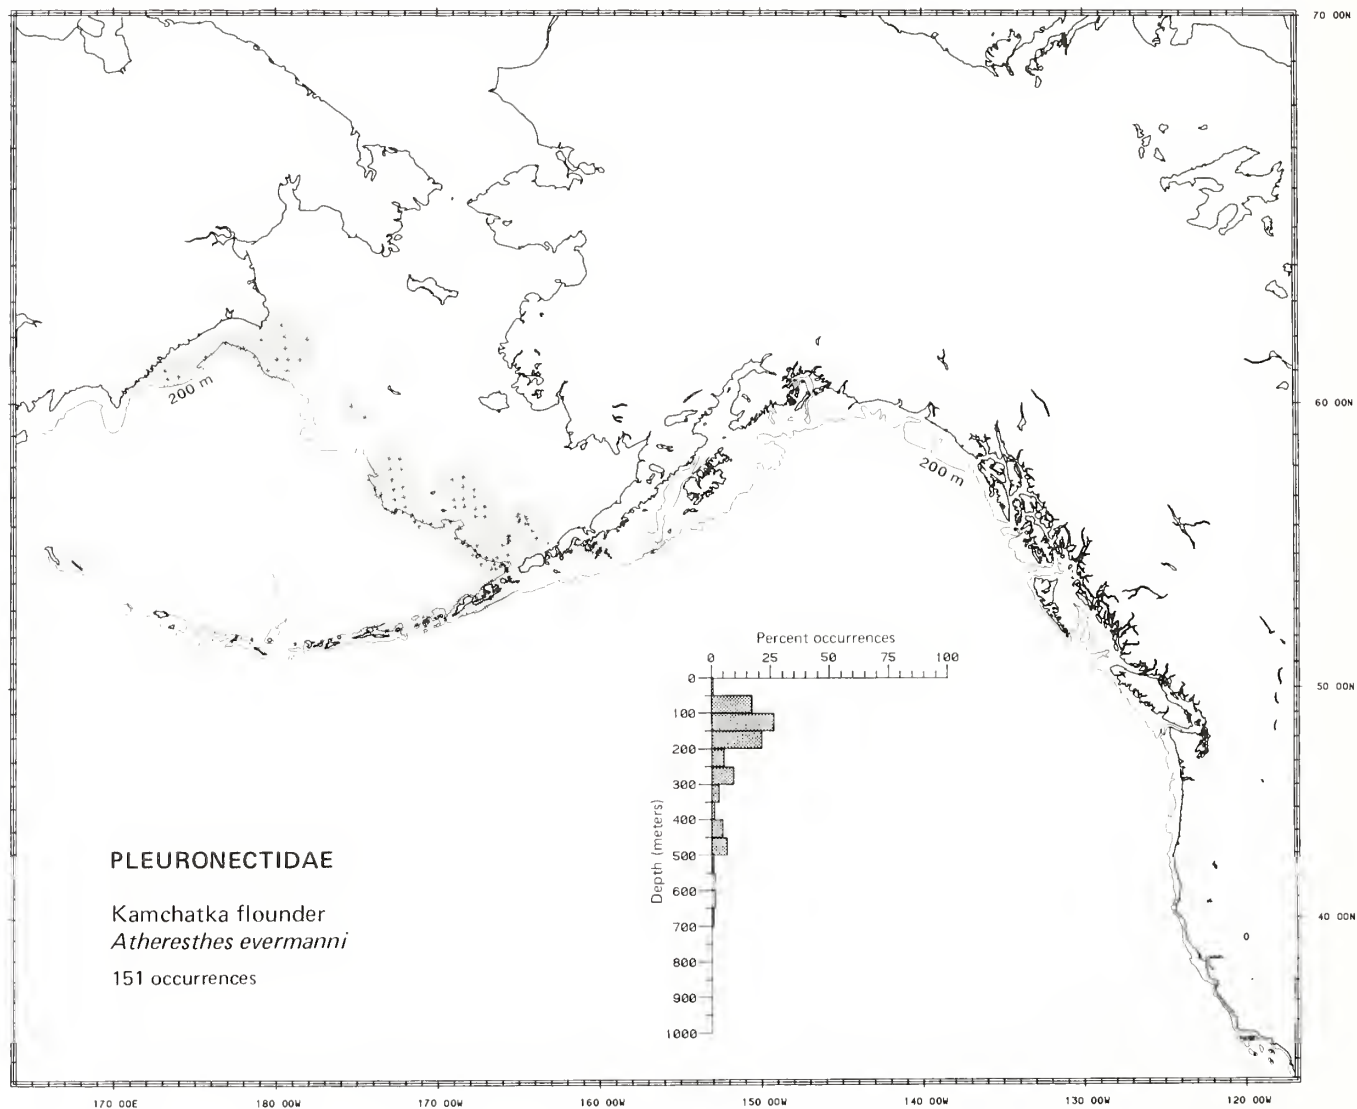 70 00N
200 m
60 00N
200 m
Percent occurrences
0 25 50 75 100
0
100
200
300
400
500
600
700
800
900
1000
Depth (meters)
50 00N
40 00N
PLEURONECTIDAE
Kamchatka flounder
Atheresthes evermanni
151 occurrences
170 00E 180 00W 170 00W 160 00W 150 00W 140 00W 130 00W 120 00W